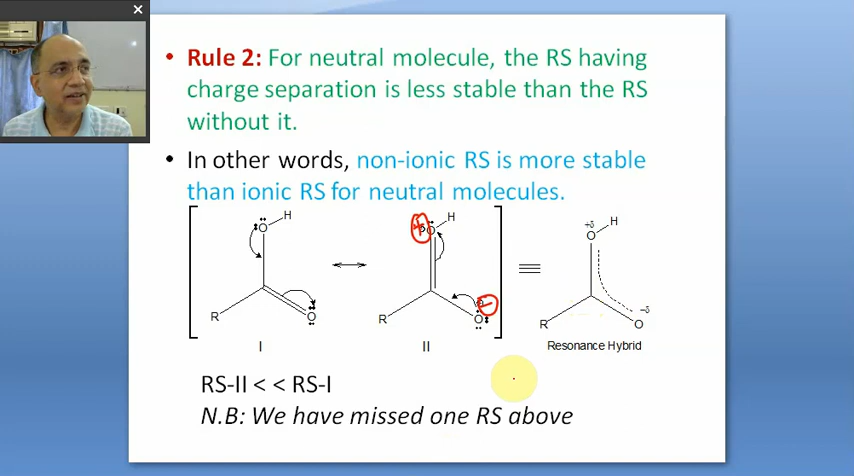 Rule 2: For neutral molecule, the RS having
charge separation is less stable than the RS
without it.
In other words, non-ionic RS is more stable
than ionic RS for neutral molecules.
O H
R O
I
O H
R O
II
+δ
O H
R O -δ
Resonance Hybrid
RS-II < < RS-I
N.B: We have missed one RS above